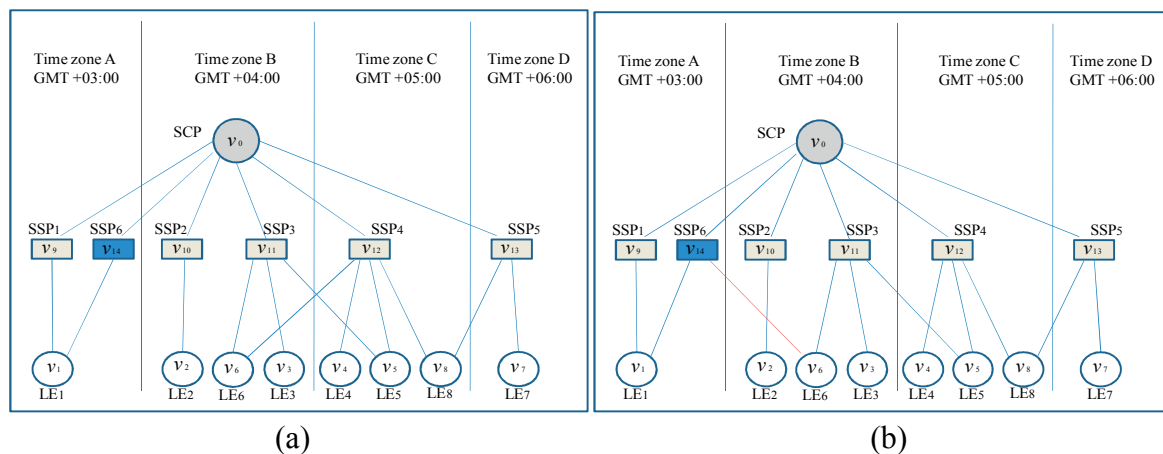 Time zone A Time zone B Time zone C Time zone D
GMT +03:00 GMT +04:00 GMT +05:00 GMT +06:00
SCP
v0
SSP1 SSP6 SSP2 SSP3 SSP4 SSP5
v9 v14 v10 v11 v12 v13
v1 v2 v6 v3 v4 v5 v8 v7
LE1 LE2 LE6 LE3 LE4 LE5 LE8 LE7
(a)
Time zone A Time zone B Time zone C Time zone D
GMT +03:00 GMT +04:00 GMT +05:00 GMT +06:00
SCP
v0
SSP1 SSP6 SSP2 SSP3 SSP4 SSP5
v9 v14 v10 v11 v12 v13
v1 v2 v6 v3 v4 v5 v8 v7
LE1 LE2 LE6 LE3 LE4 LE5 LE8 LE7
(b)